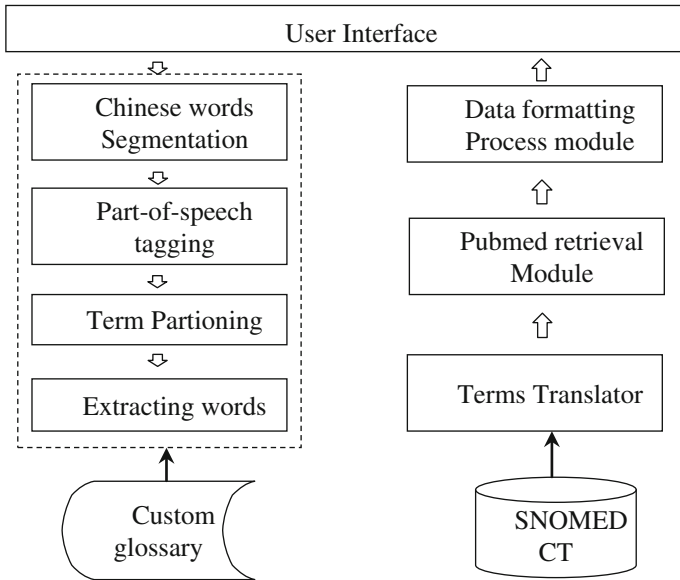 User Interface
Chinese words
Segmentation
Part-of-speech
tagging
Term Partioning
Extracting words
Custom
glossary
Data formatting
Process module
Pubmed retrieval
Module
Terms Translator
SNOMED
CT